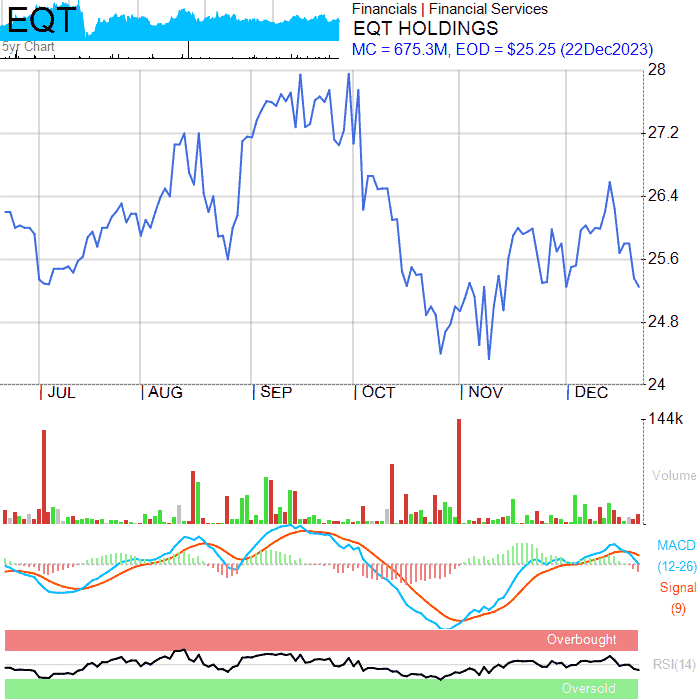 EQT
5yr Chart
Financials | Financial Services
EQT HOLDINGS
MC = 675.3M, EOD = $25.25 (22Dec2023)
28
27.2
26.4
25.6
24.8
24
JUL AUG SEP OCT NOV DEC
144k
Volume
MACD
(12-26)
Signal
(9)
Overbought
RSI(14)
Oversold